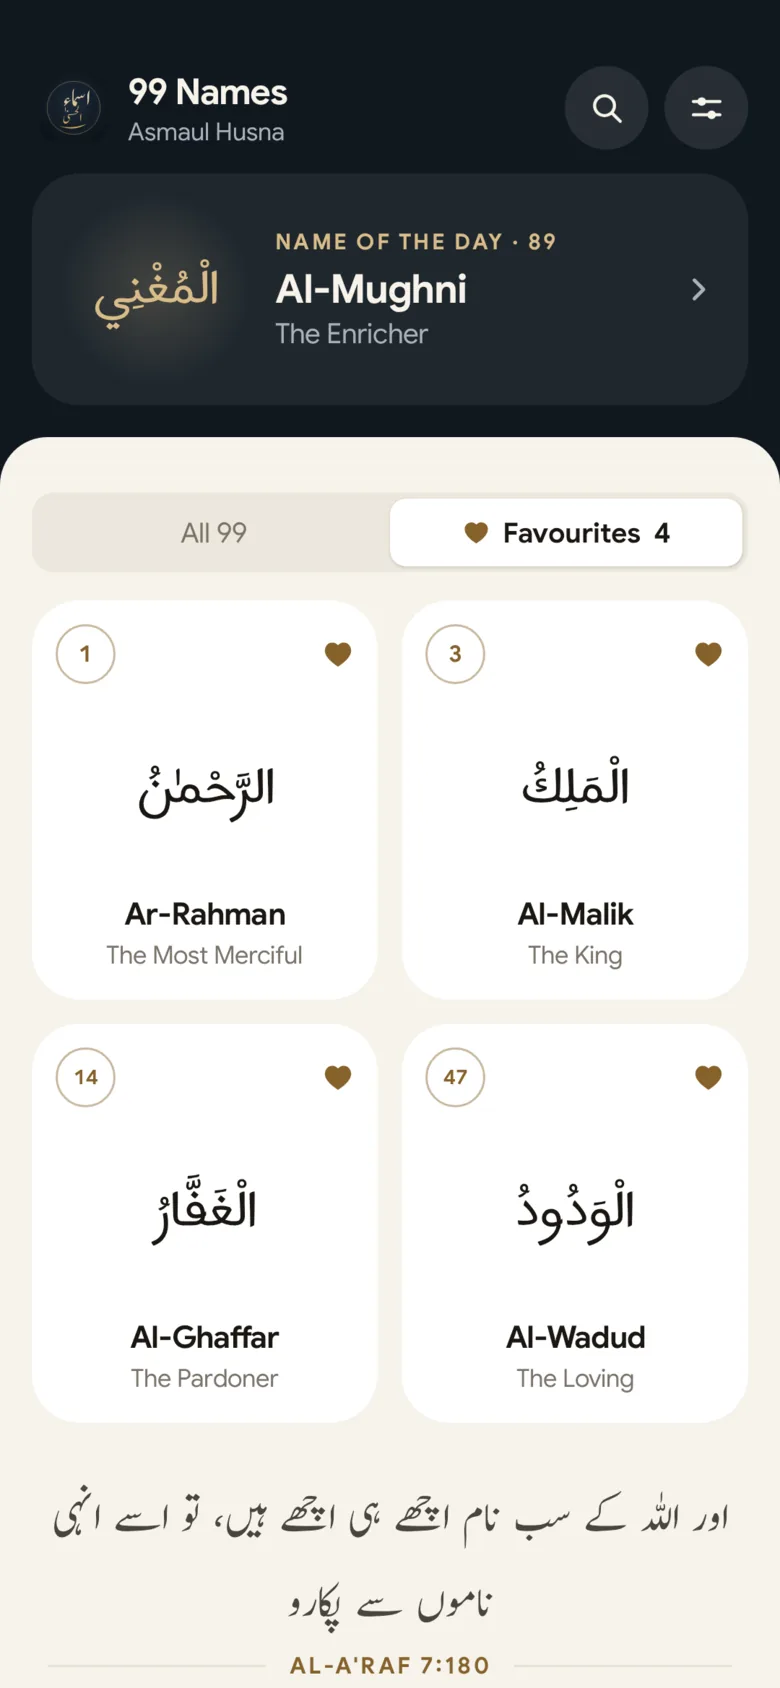 اسماء
الحسنى
99 Names
Asmaul Husna
NAME OF THE DAY · 89
الْمُغْنِي
Al-Mughni
The Enricher
All 99
Favourites 4
1
3
الرَّحْمٰنُ
الْمَلِكُ
Ar-Rahman
Al-Malik
The Most Merciful
The King
14
47
الْغَفَّارُ
الْوَدُودُ
Al-Ghaffar
Al-Wadud
The Pardoner
The Loving
اور اللہ کے سب نام اچھے ہی اچھے ہیں، تو اسے انہی
ناموں سے پکارو
AL-A'RAF 7:180